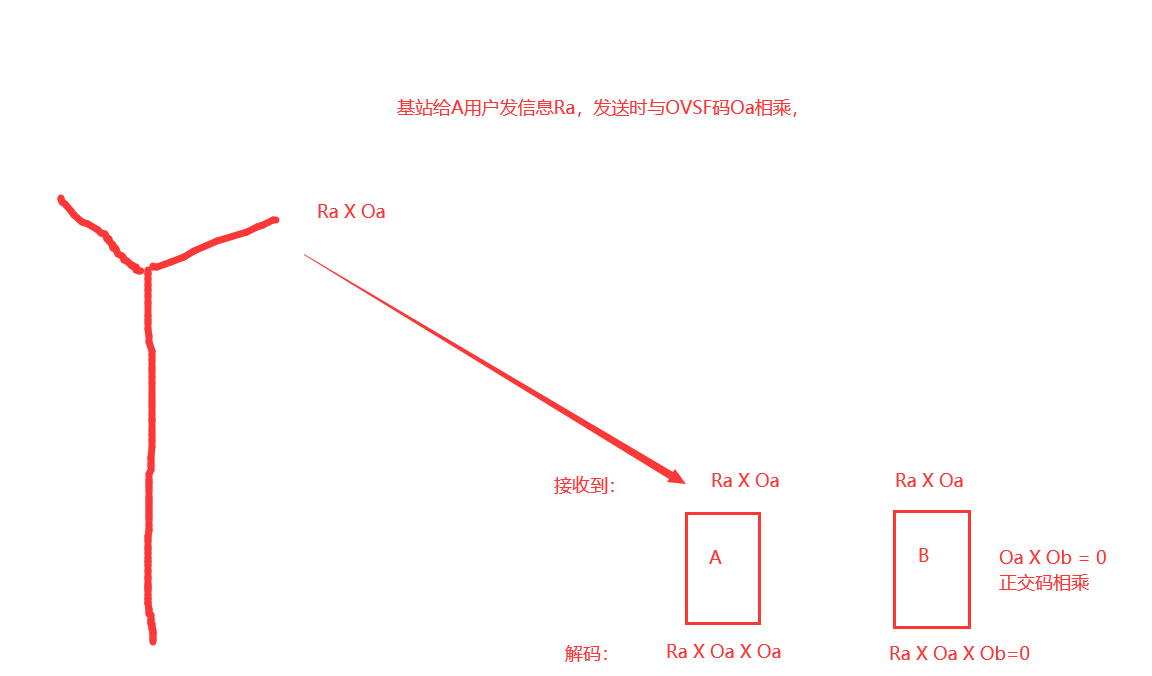 基站给A用户发信息Ra，发送时与OVSF码Oa相乘，
Ra X Oa
接收到：
Ra X Oa
Ra X Oa
A
B
Oa X Ob = 0
正交码相乘
解码：
Ra X Oa X Oa
Ra X Oa X Ob=0